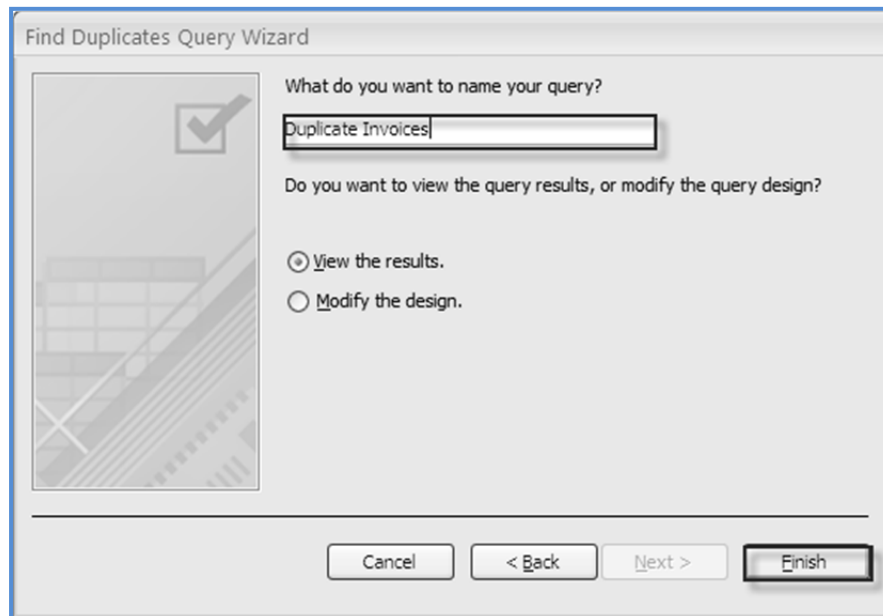 Find Duplicates Query Wizard
What do you want to name your query?
Duplicate Invoices
Do you want to view the query results, or modify the query design?
View the results.
Modify the design.
Cancel
< Back
Next >
Finish